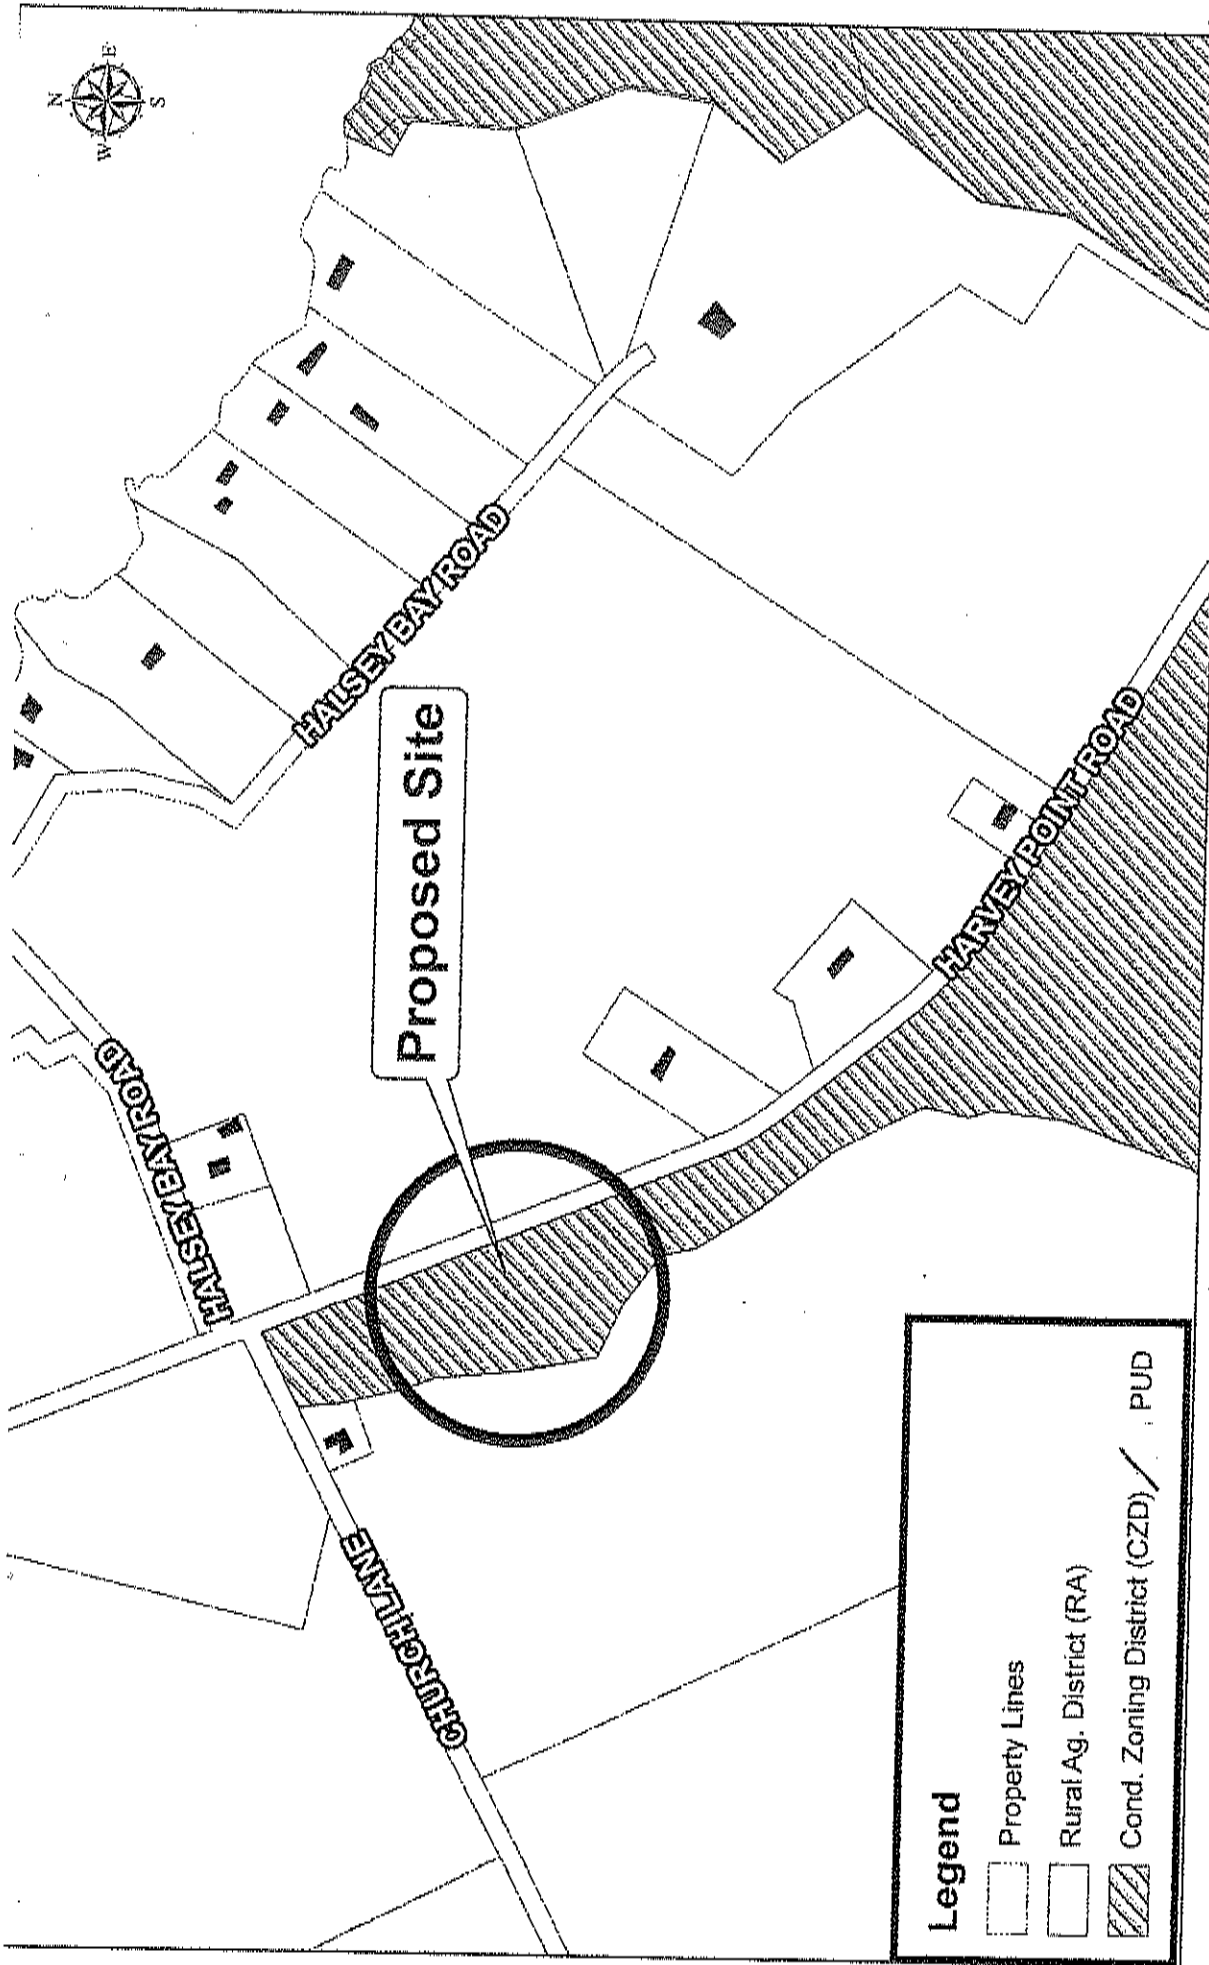 N
E
S
W
HALSEY BAY ROAD
HALSEY BAY ROAD
Proposed Site
CHURCH LANE
HARVEY POINT ROAD
Legend
Property Lines
Rural Ag. District (RA)
Cond. Zoning District (CZD) / PUD